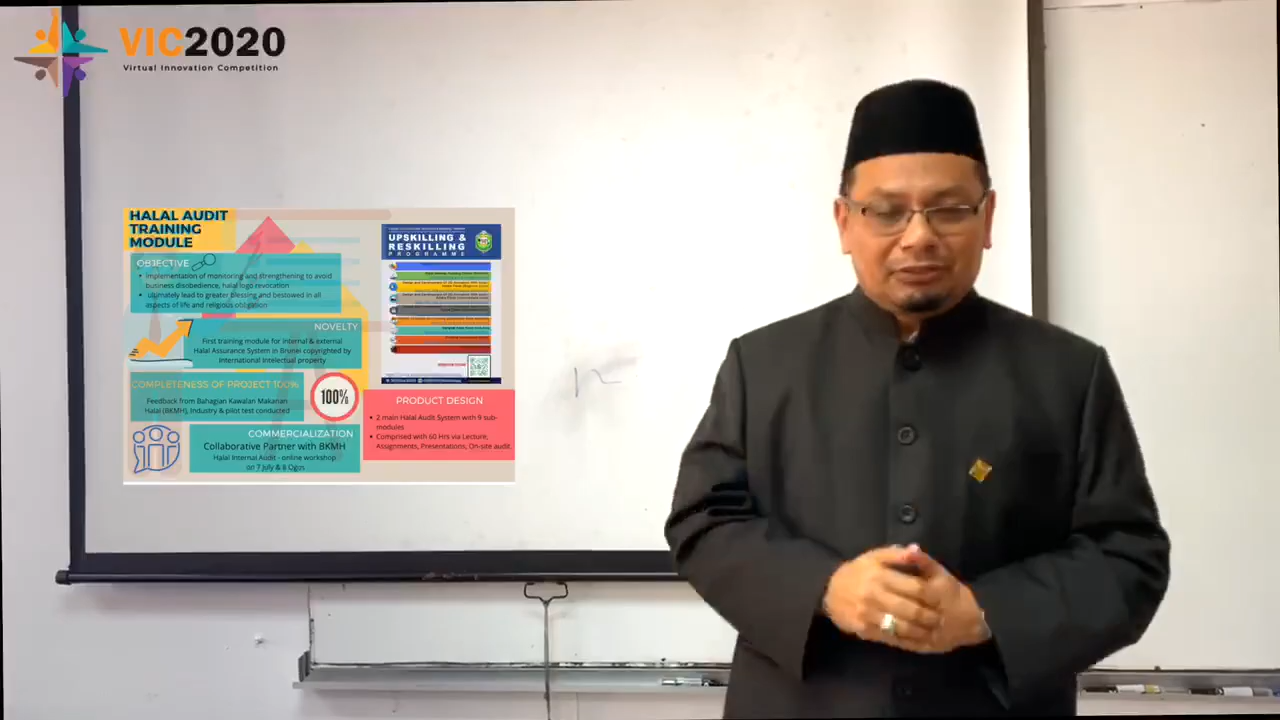 VIC2020
Virtual Innovation Competition
HALAL AUDIT
TRAINING
MODULE
OBJECTIVE
Implementation of monitoring and strengthening to avoid
business disobedience, halal logo revocation
Ultimately lead to greater blessing and bestowed in all
aspects of life and religious obligation
NOVELTY
First training module for internal & external
Halal Assurance System in Brunei copyrighted by
International Intelectual property
COMPLETENESS OF PROJECT 100%
Feedback from Bahagian Kawalan Makanan
Halal (BKMH), Industry & pilot test conducted
100%
COMMERCIALIZATION
Collaborative Partner with BKMH
Halal Internal Audit - online workshop
on 7 July & 8 Ogos
UPSKILLING &
RESKILLING
PROGRAMME
PRODUCT DESIGN
2 main Halal Audit System with 9 sub-
modules
Comprised with 60 Hrs via Lecture,
Assignments, Presentations, On-site audit.